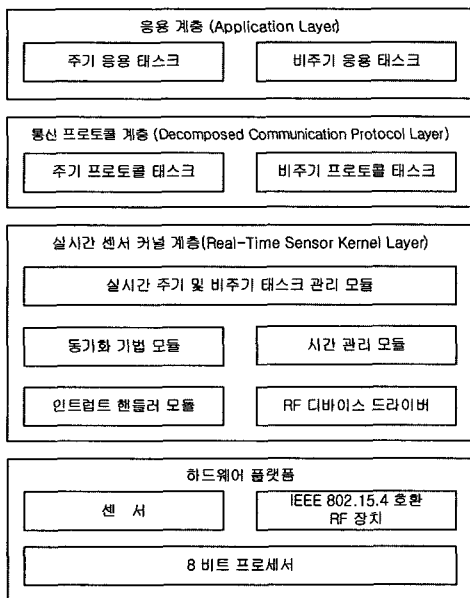 응용 계층 (Application Layer)
주기 응용 태스크
비주기 응용 태스크
통신 프로토콜 계층 (Decomposed Communication Protocol Layer)
주기 프로토콜 태스크
비주기 프로토콜 태스크
실시간 센서 커널 계층(Real-Time Sensor Kernel Layer)
실시간 주기 및 비주기 태스크 관리 모듈
동기화 기법 모듈
시간 관리 모듈
인트럽트 핸들러 모듈
RF 디바이스 드라이버
하드웨어 플랫폼
센 서
IEEE 802.15.4 호환
RF 장치
8 비트 프로세서